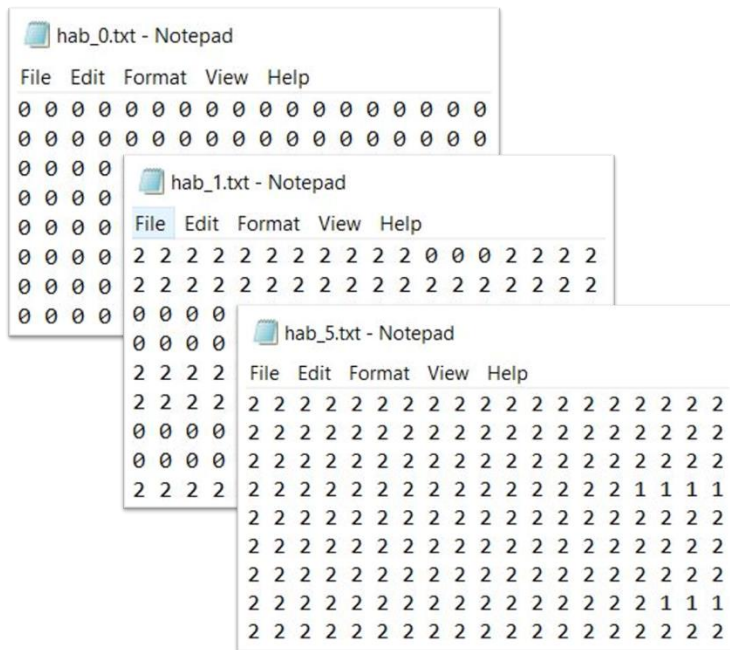 hab_0.txt - Notepad
File Edit Format View Help
0 0 0 0 0 0 0 0 0 0 0 0 0 0 0 0 0 0
0 0 0 0 0 0 0 0 0 0 0 0 0 0 0 0 0 0
0 0 0 0
0 0 0 0
0 0 0 0
0 0 0 0
0 0 0 0
0 0 0 0
hab_1.txt - Notepad
File Edit Format View Help
2 2 2 2 2 2 2 2 2 2 2 0 0 0 2 2 2 2
2 2 2 2 2 2 2 2 2 2 2 2 2 2 2 2 2 2
0 0 0 0
0 0 0 0
2 2 2 2
2 2 2 2
0 0 0 0
0 0 0 0
2 2 2 2
hab_5.txt - Notepad
File Edit Format View Help
2 2 2 2 2 2 2 2 2 2 2 2 2 2 2 2 2 2 2
2 2 2 2 2 2 2 2 2 2 2 2 2 2 2 2 2 2 2
2 2 2 2 2 2 2 2 2 2 2 2 2 2 2 2 2 2 2
2 2 2 2 2 2 2 2 2 2 2 2 2 2 2 1 1 1 1
2 2 2 2 2 2 2 2 2 2 2 2 2 2 2 2 2 2 2
2 2 2 2 2 2 2 2 2 2 2 2 2 2 2 2 2 2 2
2 2 2 2 2 2 2 2 2 2 2 2 2 2 2 2 2 2 2
2 2 2 2 2 2 2 2 2 2 2 2 2 2 2 2 1 1 1
2 2 2 2 2 2 2 2 2 2 2 2 2 2 2 2 2 2 2